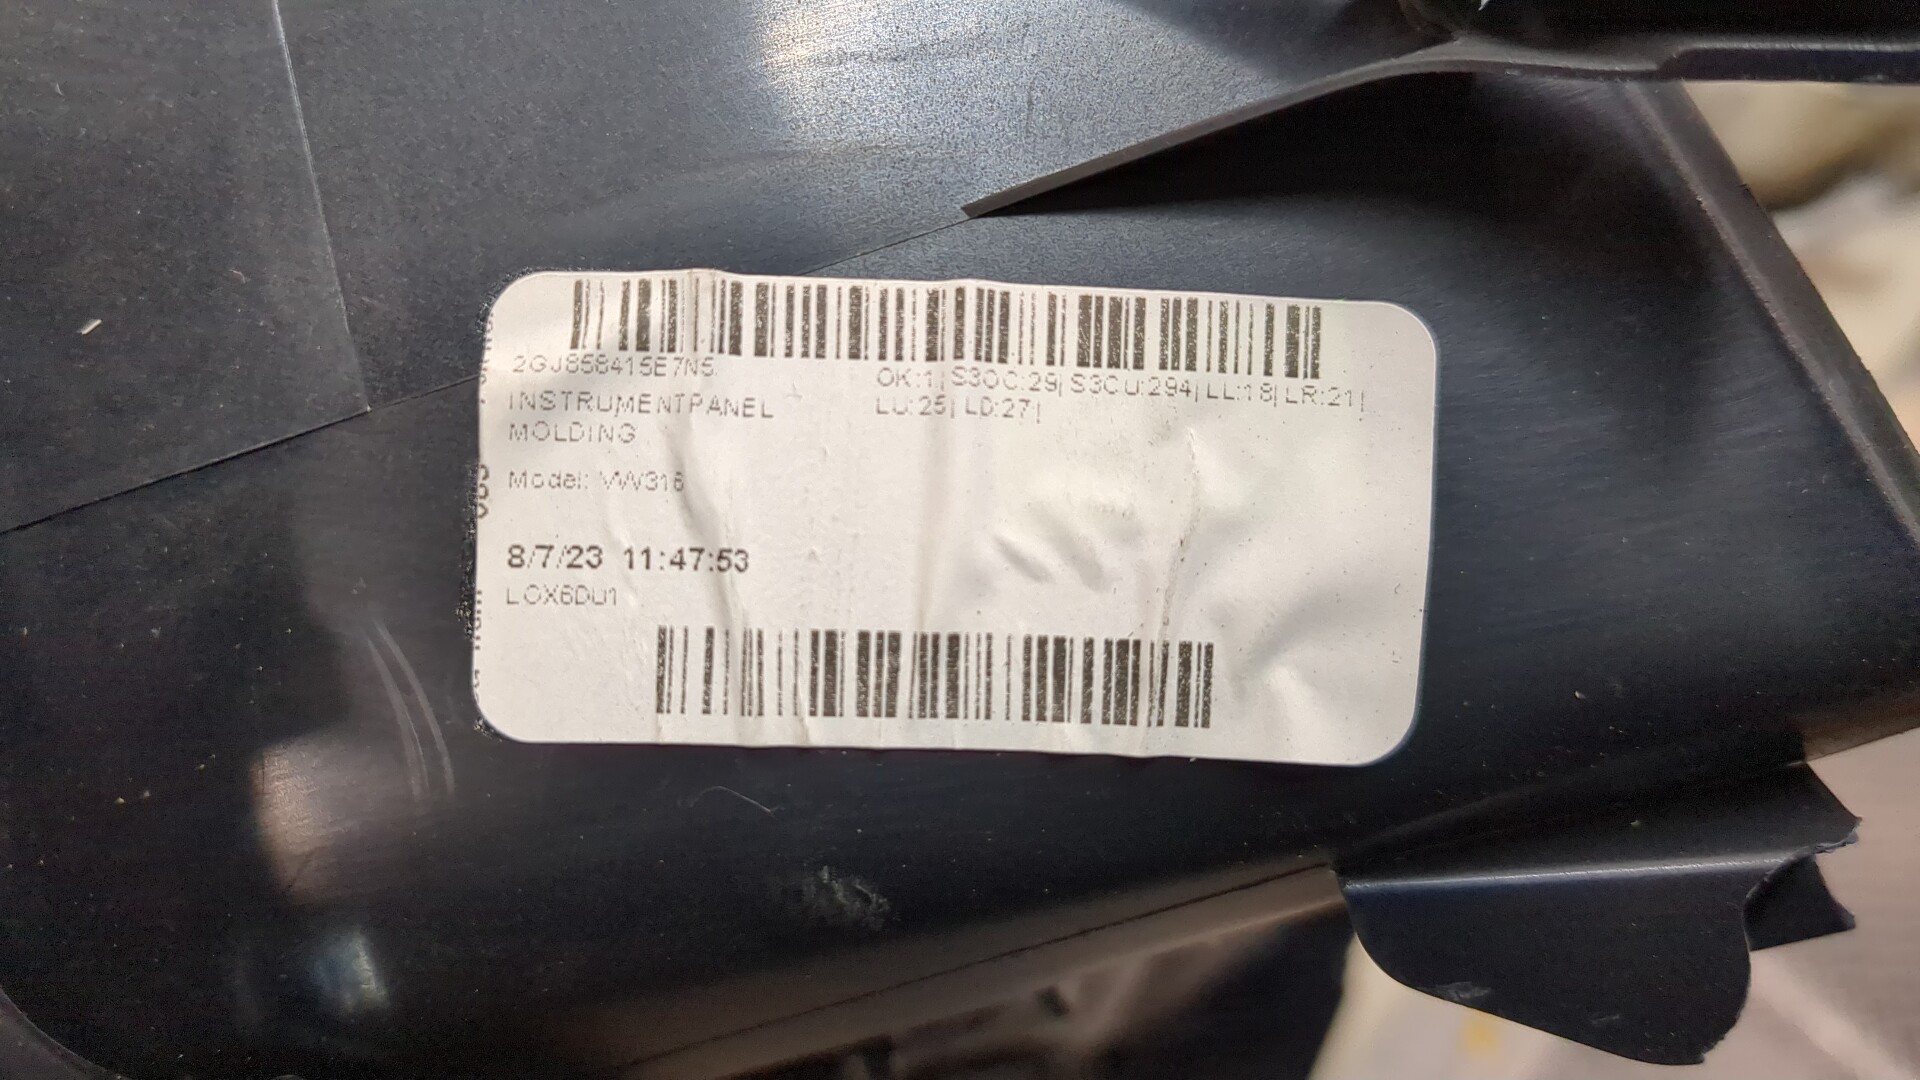 2GJ858415E7N5
INSTRUMENTPANEL
MOLDING
OK:1| S3OC:29| S3CU:294| LL:18| LR:21|
LU:25| LD:27|
Model: VW316
8/7/23 11:47:53
LOX6DU1